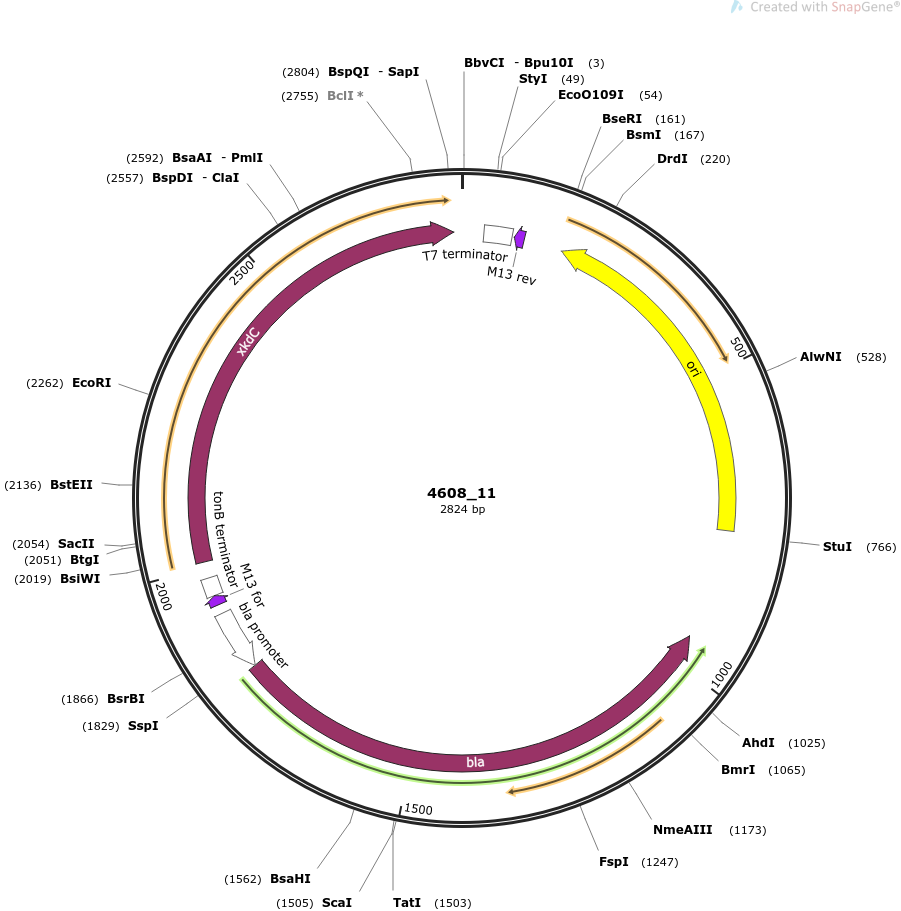 Created with SnapGene®
(2804) BspQI - SapI
BbvCI - Bpu10I (3)
StyI (49)
(2755) BclI *
EcoO109I (54)
BseRI (161)
BsmI (167)
(2592) BsaAI - PmlI
DrdI (220)
(2557) BspDI - ClaI
T7 terminator
M13 rev
2500
xkdC
500
ori
AlwNI (528)
(2262) EcoRI
(2136) BstEII
4608_11
2824 bp
(2054) SacII
StuI (766)
(2051) BtgI
(2019) BsiWI
tonB terminator
M13 for
2000
bla promoter
1000
(1866) BsrBI
(1829) SspI
AhdI (1025)
bla
BmrI (1065)
1500
NmeAIII (1173)
FspI (1247)
(1562) BsaHI
(1505) ScaI
TatI (1503)